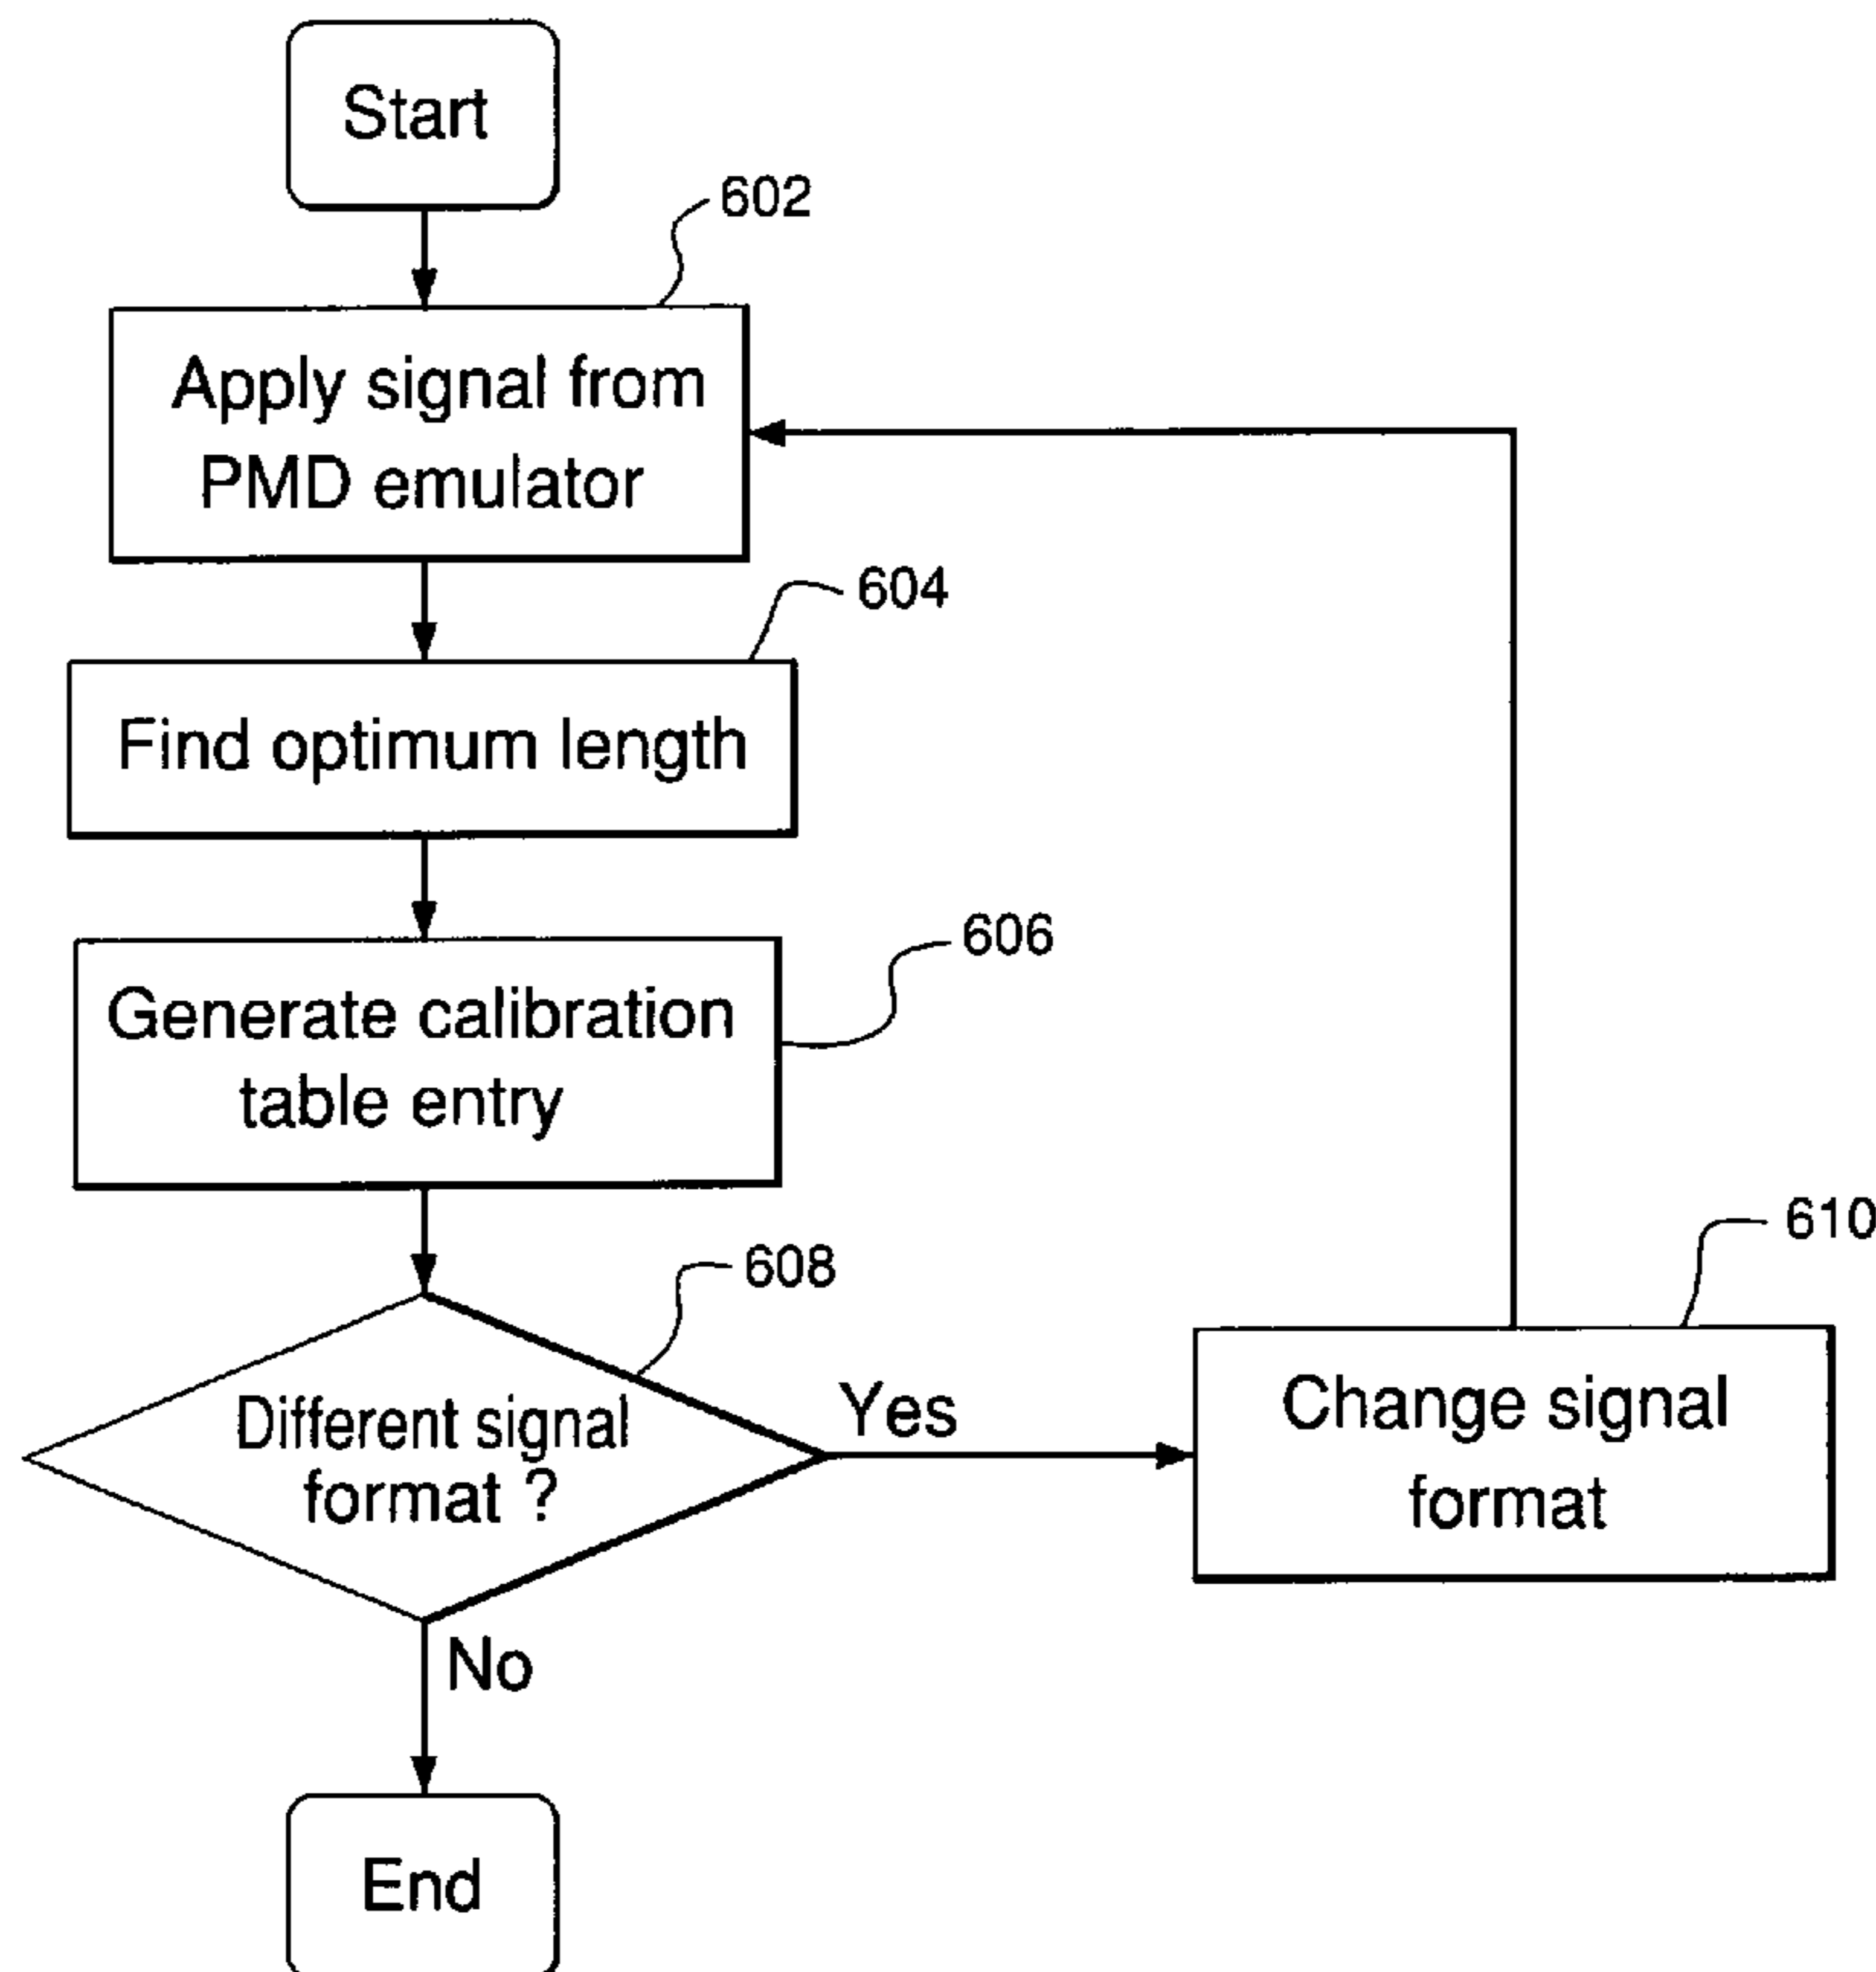 Start
602
Apply signal from
PMD emulator
604
Find optimum length
606
Generate calibration
table entry
608
610
Different signal
format ?
Yes
Change signal
format
No
End